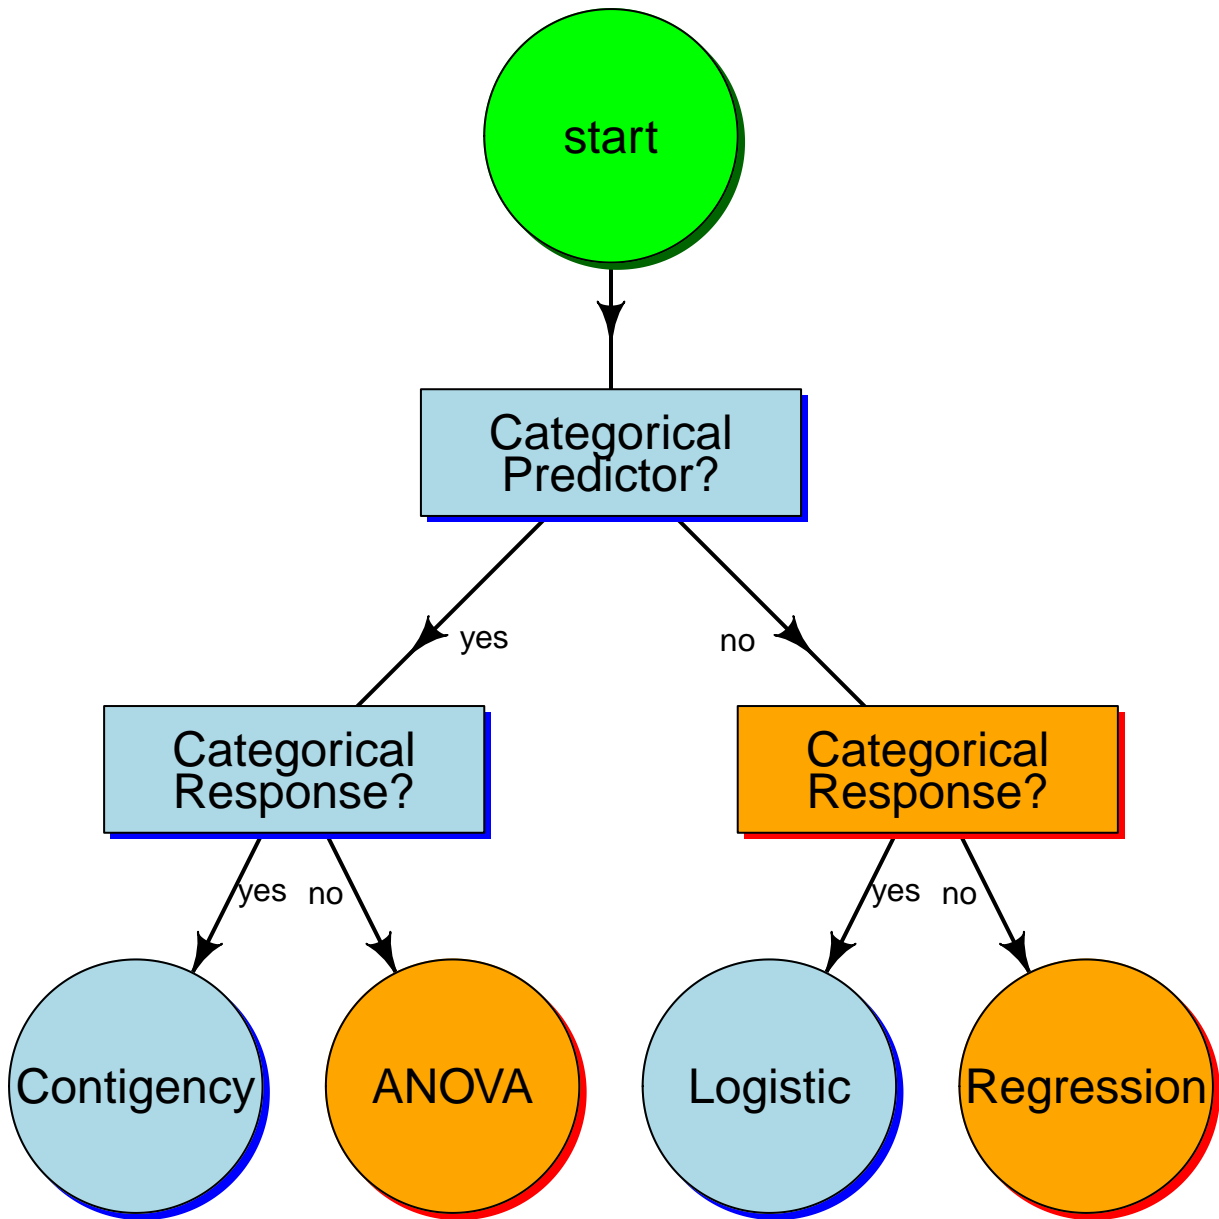 start
Categorical
Predictor?
yes
no
Categorical
Response?
Categorical
Response?
yes
no
yes
no
Contigency
ANOVA
Logistic
Regression